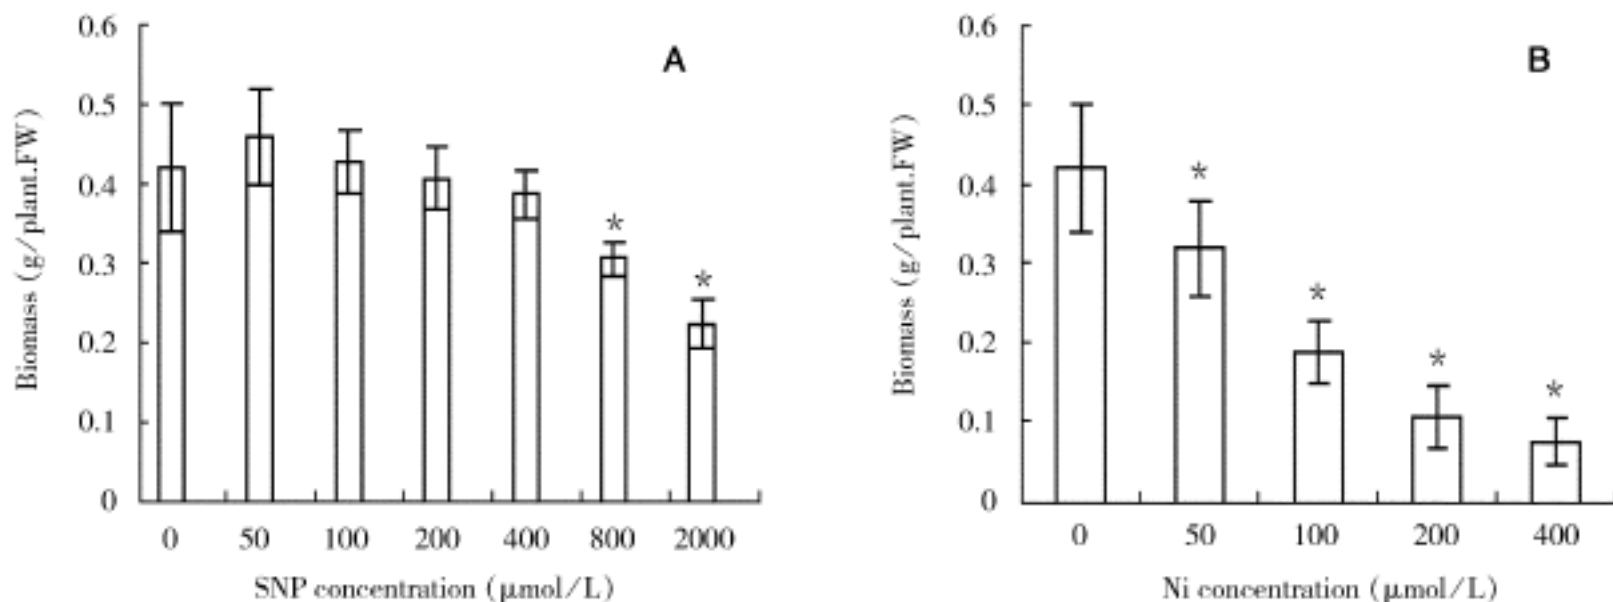 A
Biomass (g/plant.FW)
0.6
0.5
0.4
0.3
0.2
0.1
0
*
*
0 50 100 200 400 800 2000
SNP concentration (μmol/L)
B
Biomass (g/plant.FW)
0.6
0.5
0.4
0.3
0.2
0.1
0
*
*
*
*
0 50 100 200 400
Ni concentration (μmol/L)